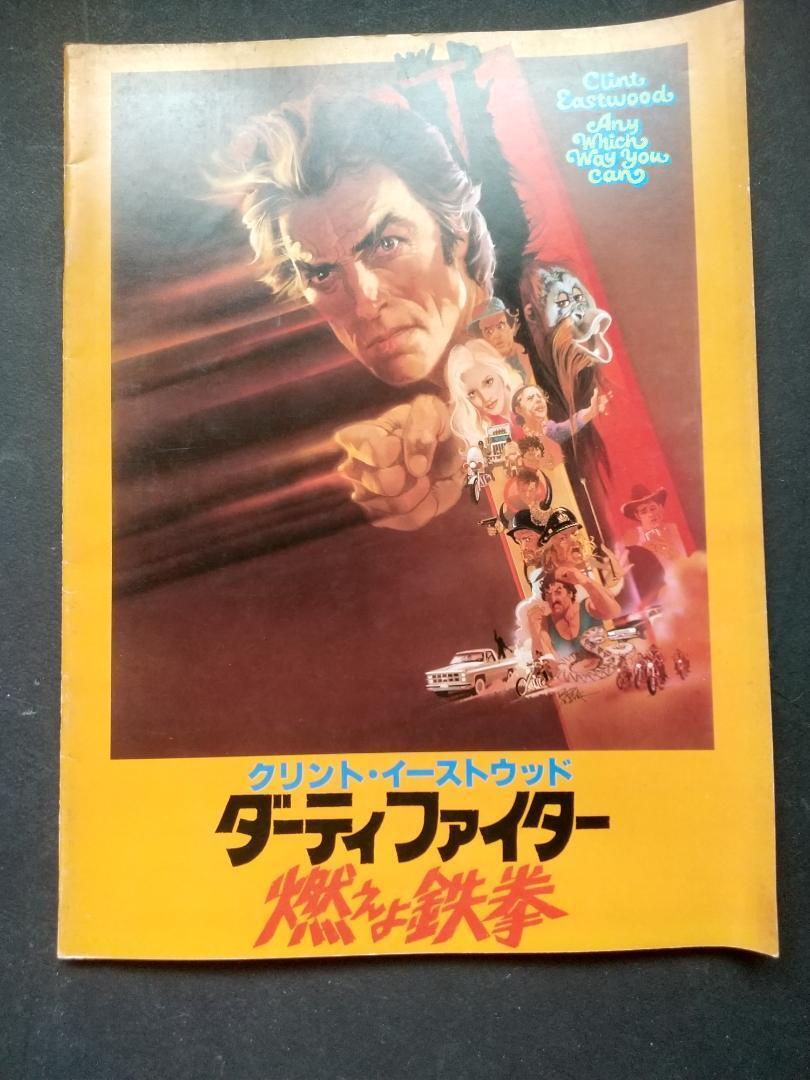 Clint
Eastwood
Any
Which
Way You
Can
クリント・イーストウッド
ダーティファイター
燃えよ鉄拳